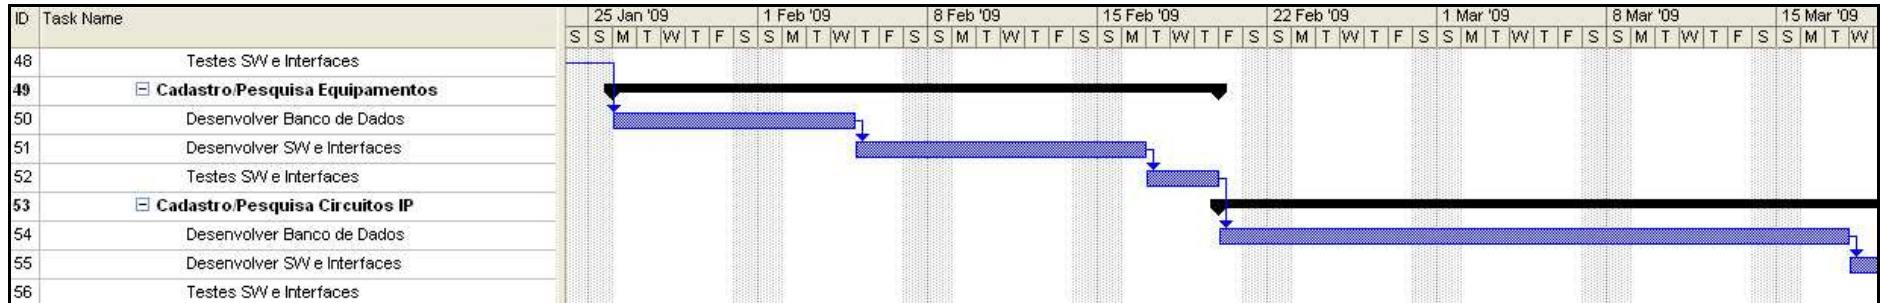 ID Task Name 25 Jan '09 1 Feb '09 8 Feb '09 15 Feb '09 22 Feb '09 1 Mar '09 8 Mar '09 15 Mar '09
S S M T W T F S S M T W T F S S M T W T F S S M T W T F S S M T W T F S S M T W T F S S M T W T F S S M T W
48 Testes SW e Interfaces
49 Cadastro/Pesquisa Equipamentos
50 Desenvolver Banco de Dados
51 Desenvolver SW e Interfaces
52 Testes SW e Interfaces
53 Cadastro/Pesquisa Circuitos IP
54 Desenvolver Banco de Dados
55 Desenvolver SW e Interfaces
56 Testes SW e Interfaces